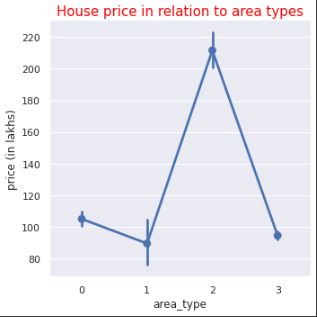 House price in relation to area types
220
200
180
160
140
120
100
80
price (in lakhs)
0 1 2 3
area_type